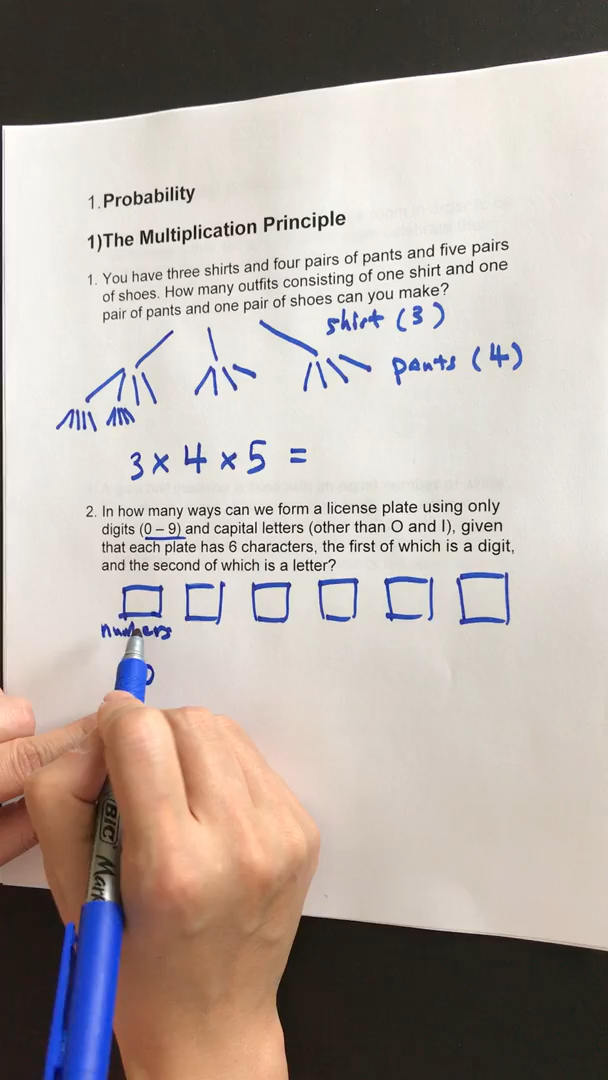 1. Probability
1)The Multiplication Principle
1. You have three shirts and four pairs of pants and five pairs
of shoes. How many outfits consisting of one shirt and one
pair of pants and one pair of shoes can you make?
shirt (3)
pants (4)
3 × 4 × 5 =
2. In how many ways can we form a license plate using only
digits (0 – 9) and capital letters (other than O and I), given
that each plate has 6 characters, the first of which is a digit,
and the second of which is a letter?
numbers
BIC Mark